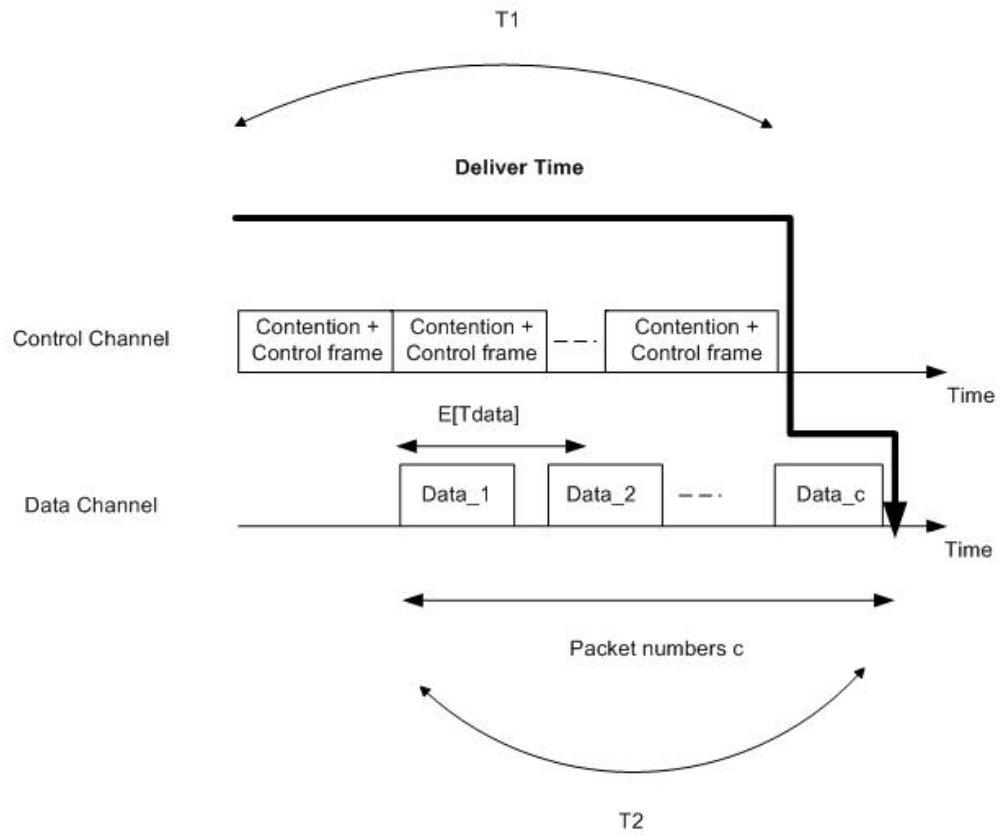 T1
Deliver Time
Control Channel
Contention +
Control frame
Contention +
Control frame
Contention +
Control frame
Time
E[Tdata]
Data Channel
Data_1
Data_2
Data_c
Time
Packet numbers c
T2